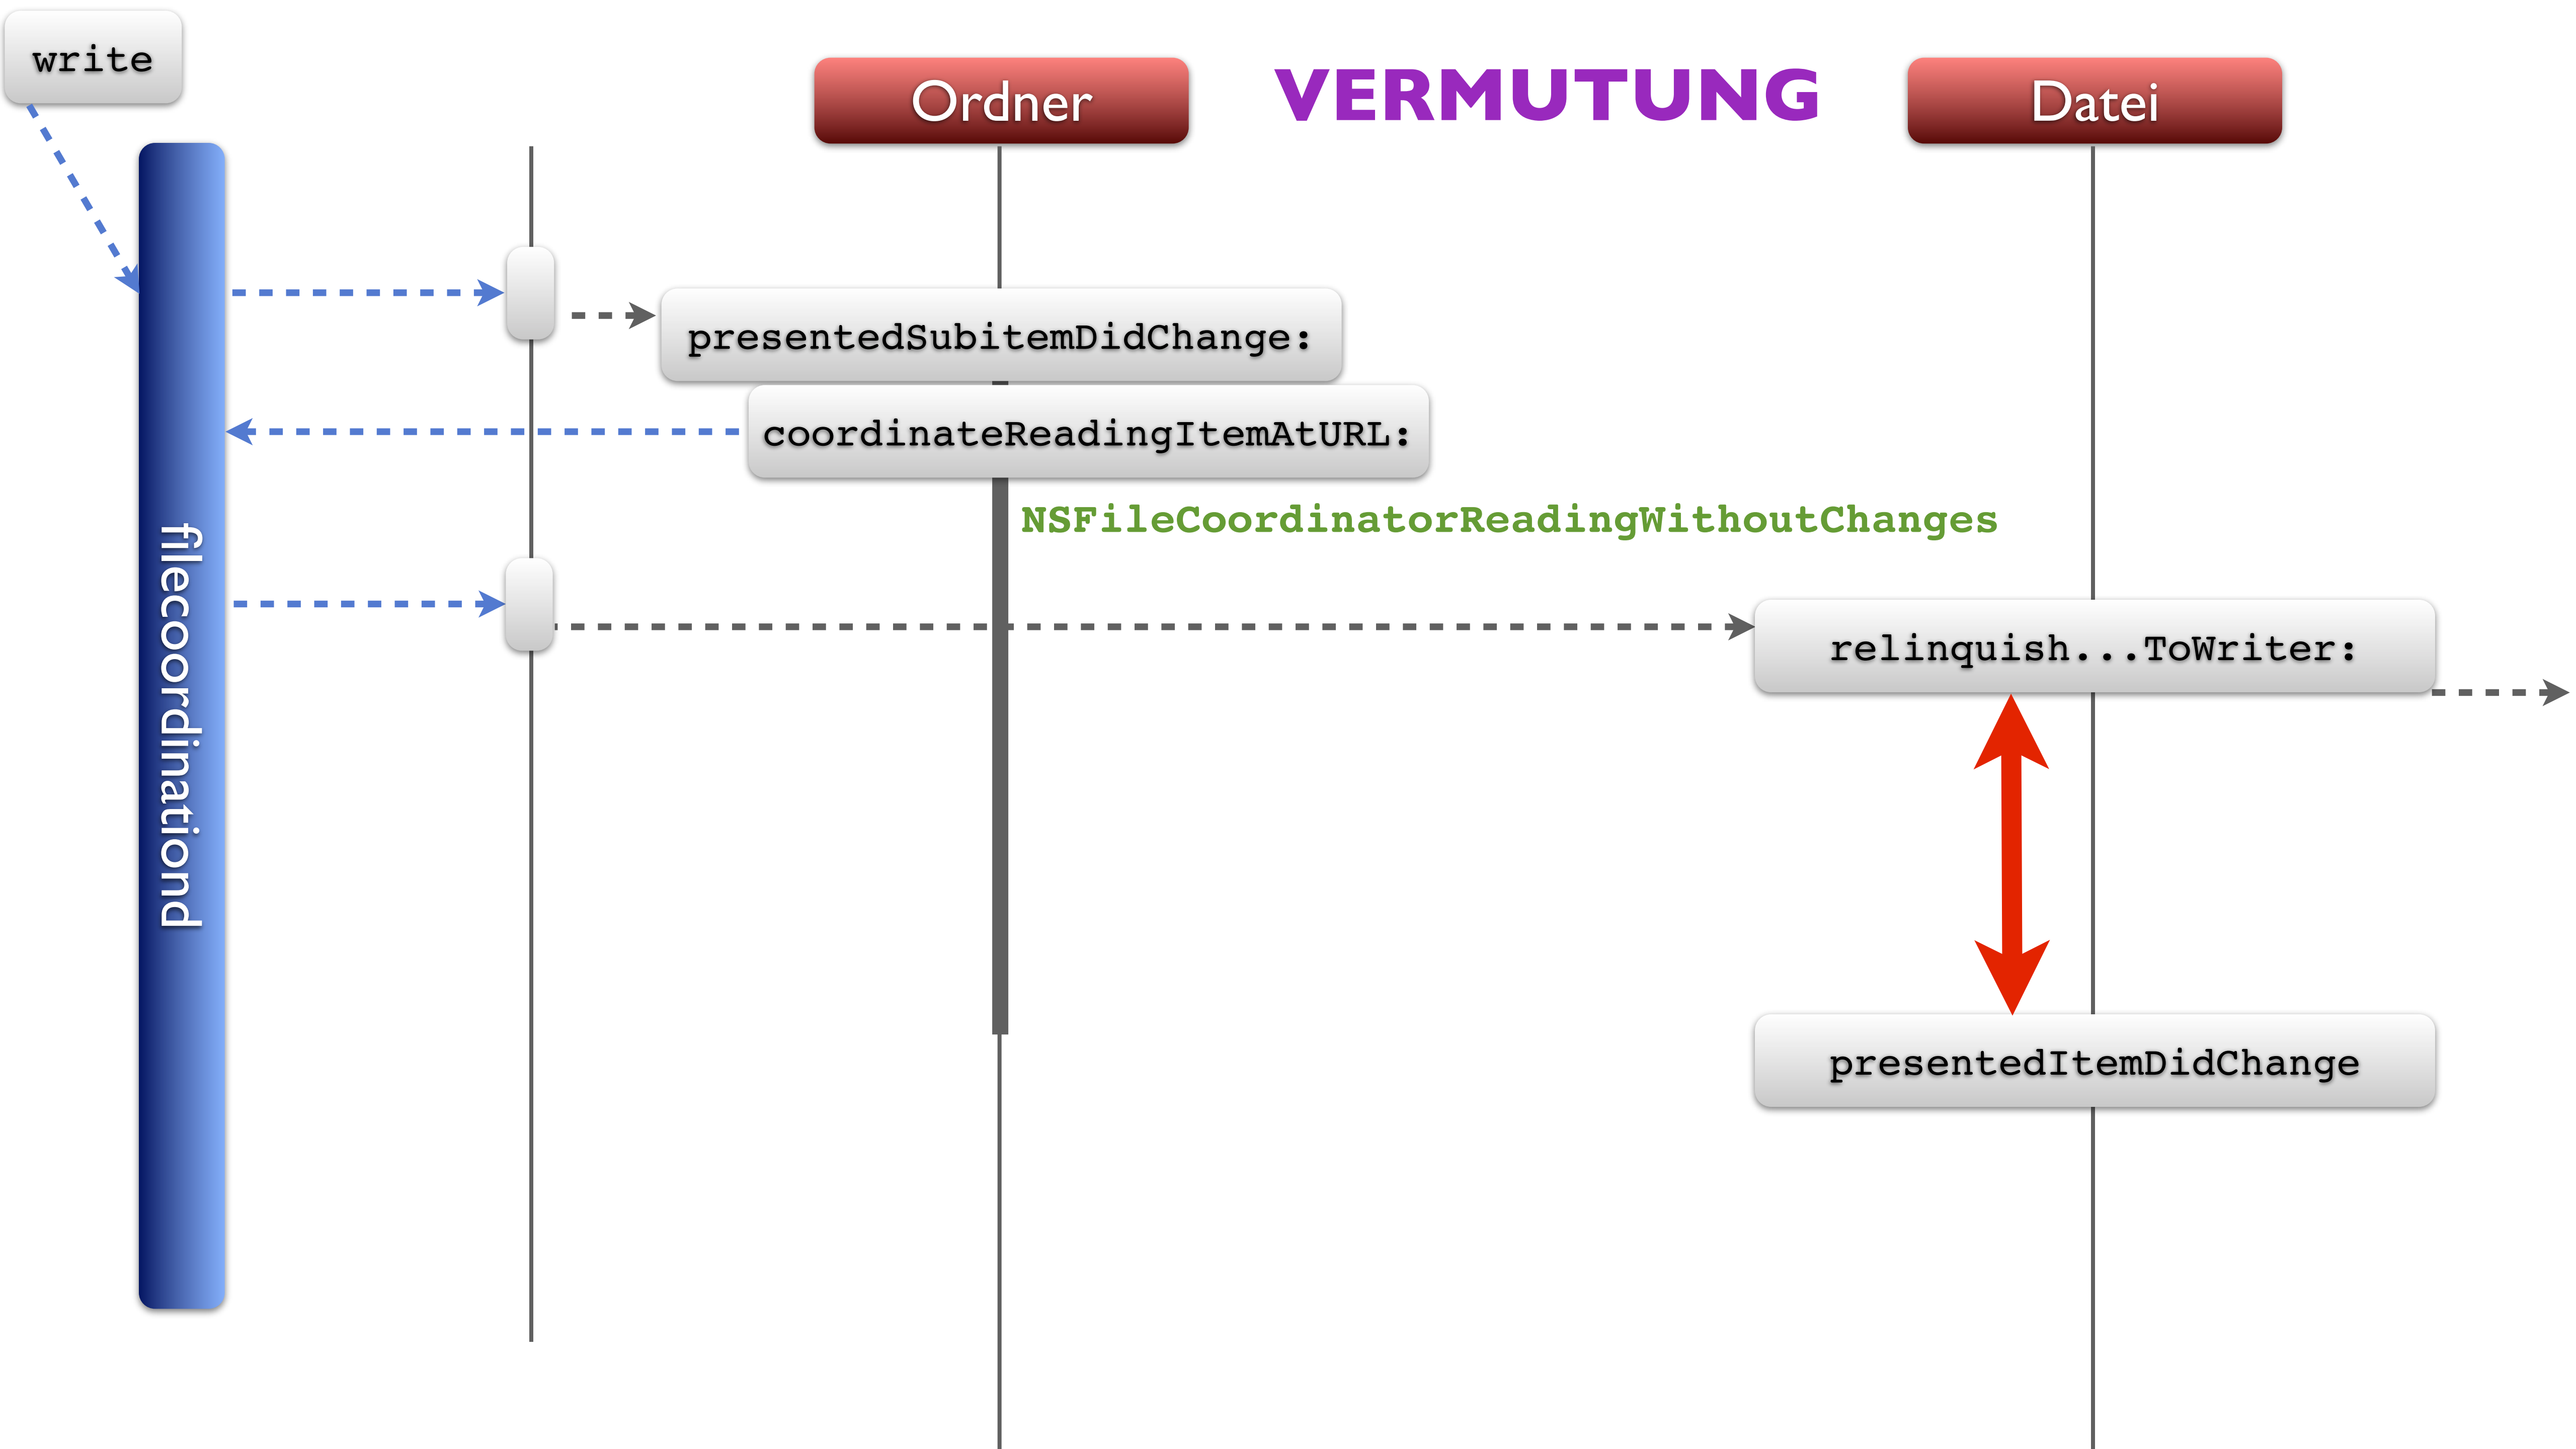 write
Ordner
VERMUTUNG
Datei
presentedSubitemDidChange:
coordinateReadingItemAtURL:
NSFileCoordinatorReadingWithoutChanges
filecoordinationd
relinquish...ToWriter:
presentedItemDidChange